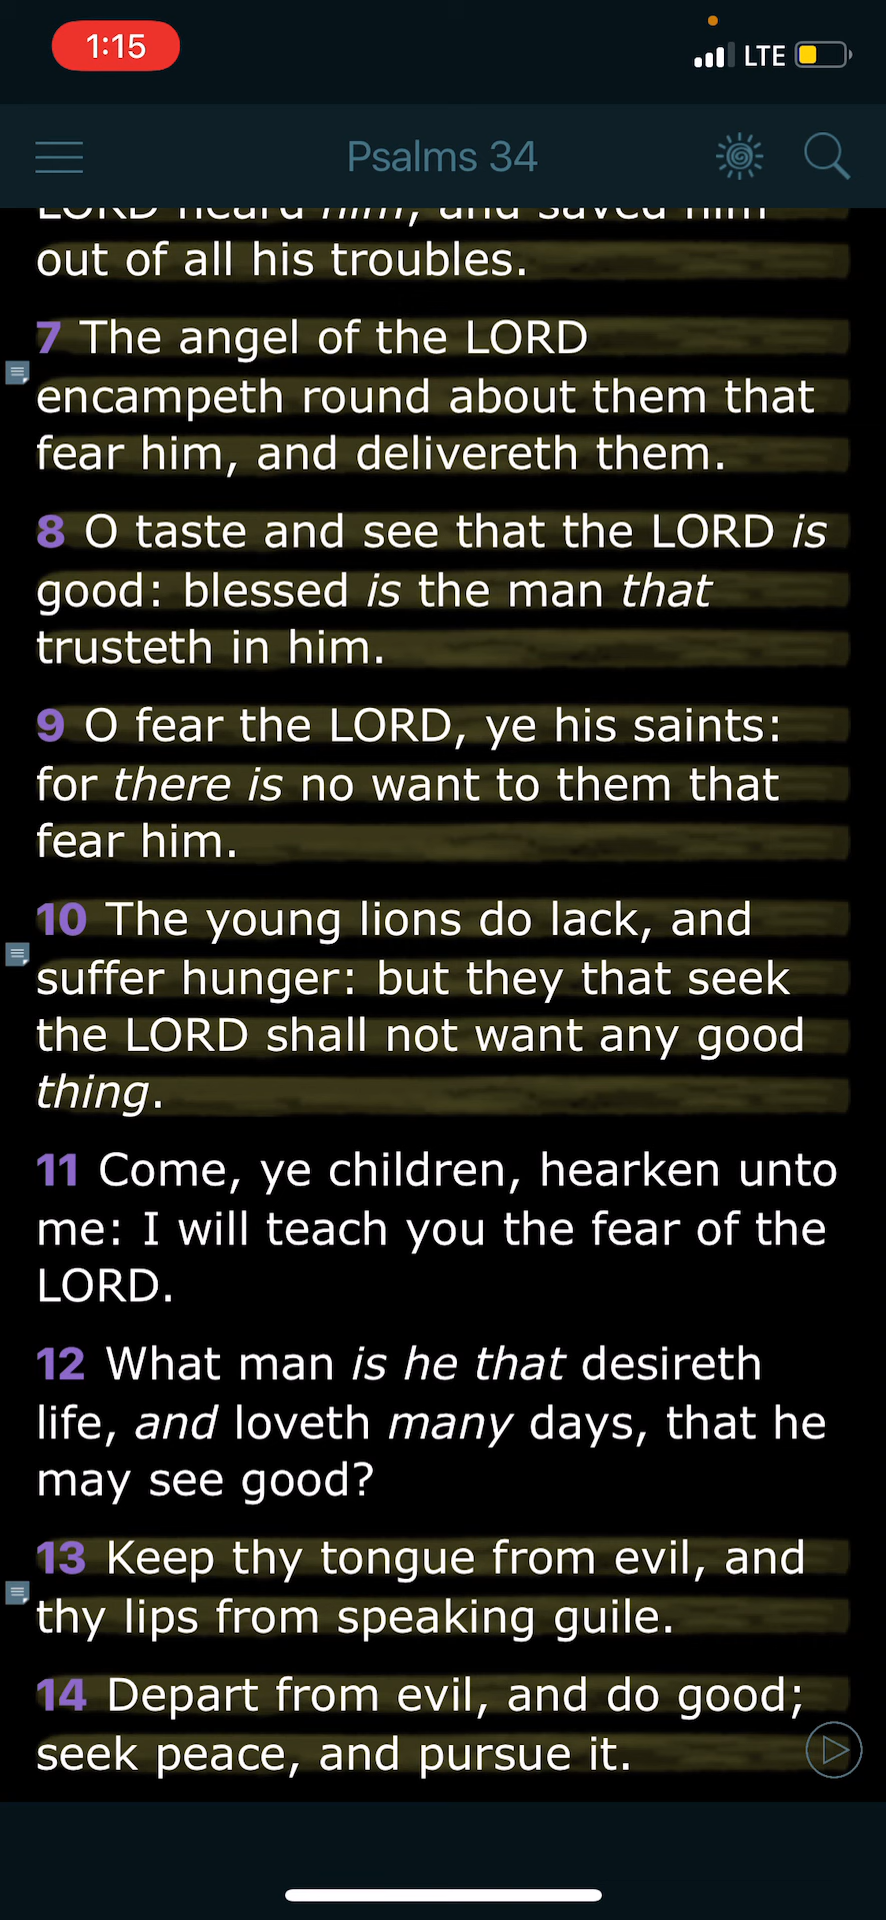 1:15
LTE
Psalms 34
LORD heard him, and saved him
out of all his troubles.
7 The angel of the LORD
encampeth round about them that
fear him, and delivereth them.
8 O taste and see that the LORD is
good: blessed is the man that
trusteth in him.
9 O fear the LORD, ye his saints:
for there is no want to them that
fear him.
10 The young lions do lack, and
suffer hunger: but they that seek
the LORD shall not want any good
thing.
11 Come, ye children, hearken unto
me: I will teach you the fear of the
LORD.
12 What man is he that desireth
life, and loveth many days, that he
may see good?
13 Keep thy tongue from evil, and
thy lips from speaking guile.
14 Depart from evil, and do good;
seek peace, and pursue it.